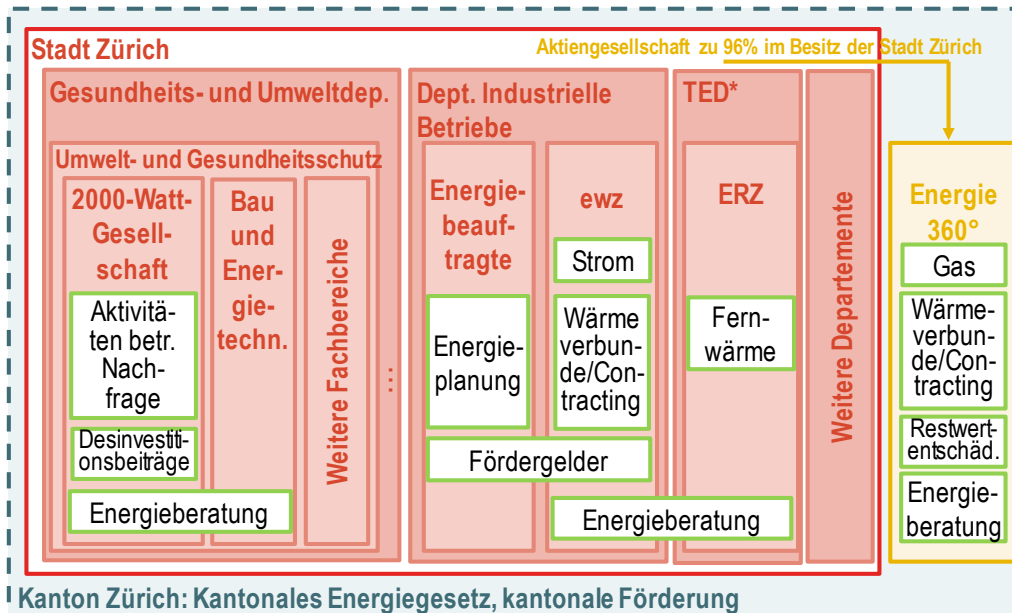 Stadt Zürich
Aktiengesellschaft zu 96% im Besitz der Stadt Zürich
Gesundheits- und Umweltdep.
Umwelt- und Gesundheitsschutz
2000-Watt-
Gesell-
schaft
Aktivitä-
ten betr.
Nach-
frage
Desinvestiti-
onsbeiträge
Bau
und
Ener-
gie-
techn.
Energieberatung
Weitere Fachbereiche
...
Dept. Industrielle
Betriebe
Energie-
beauf-
tragte
Energie-
planung
ewz
Strom
Wärme
verbun-
de/Con-
tracting
Fördergelder
TED*
ERZ
Fern-
wärme
Energieberatung
Weitere Departemente
Energie
360°
Gas
Wärme-
verbun-
de/Con-
tracting
Restwert-
entschäd.
Energie-
beratung
Kanton Zürich: Kantonales Energiegesetz, kantonale Förderung